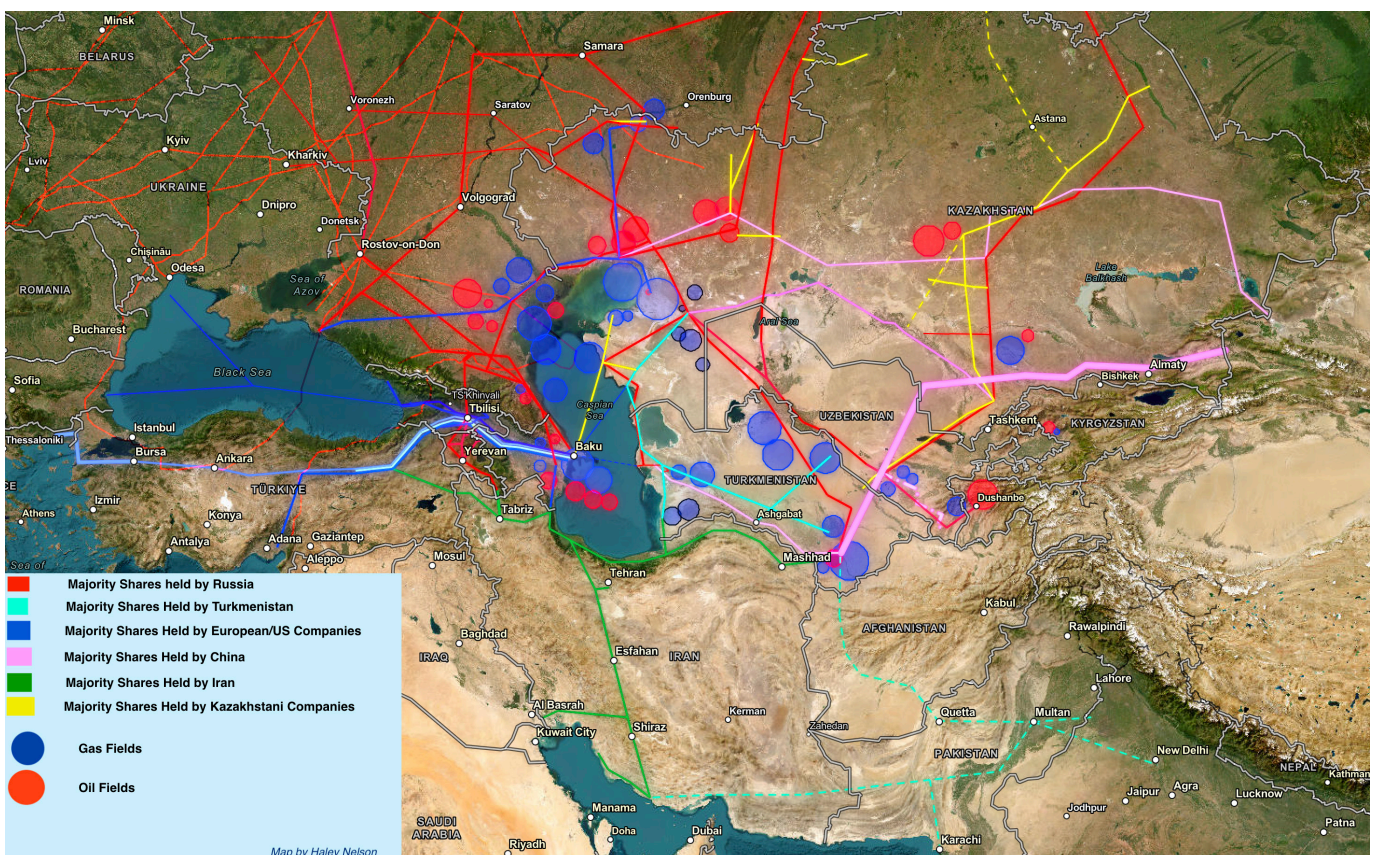 Minsk
BELARUS
Samara
Voronezh
Saratov
Orenburg
Astana
Kyiv
Lviv
Kharkiv
UKRAINE
Dnipro
Donetsk
Volgograd
KAZAKHSTAN
Chișinău
Rostov-on-Don
Odesa
Sea of
Azov
Lake
Balkhash
ROMANIA
Bucharest
Aral Sea
Sofia
Black Sea
Almaty
Bishkek
TS Khinvali
Tbilisi
Caspian
Sea
UZBEKISTAN
Tashkent
KYRGYZSTAN
Thessaloniki
Istanbul
Bursa
Ankara
Yerevan
Baku
TÜRKIYE
TURKMENISTAN
CE
Izmir
Athens
Konya
Tabriz
Ashgabat
Dushanbe
Antalya
Adana
Gaziantep
Aleppo
Mosul
Mashhad
Sea of
Tehran
Kabul
AFGHANISTAN
Rawalpindi
Baghdad
IRAQ
Esfahan
IRAN
Lahore
Al Basrah
Kuwait City
Shiraz
Kerman
Zahedan
Quetta
Multan
PAKISTAN
New Delhi
NEPAL
Kathman
Manama
Doha
Dubai
Jodhpur
Jaipur
Agra
Lucknow
SAUDI
ARABIA
Riyadh
Karachi
Patna
Majority Shares held by Russia
Majority Shares Held by Turkmenistan
Majority Shares Held by European/US Companies
Majority Shares Held by China
Majority Shares Held by Iran
Majority Shares Held by Kazakhstani Companies
Gas Fields
Oil Fields
Map by Haley Nelson